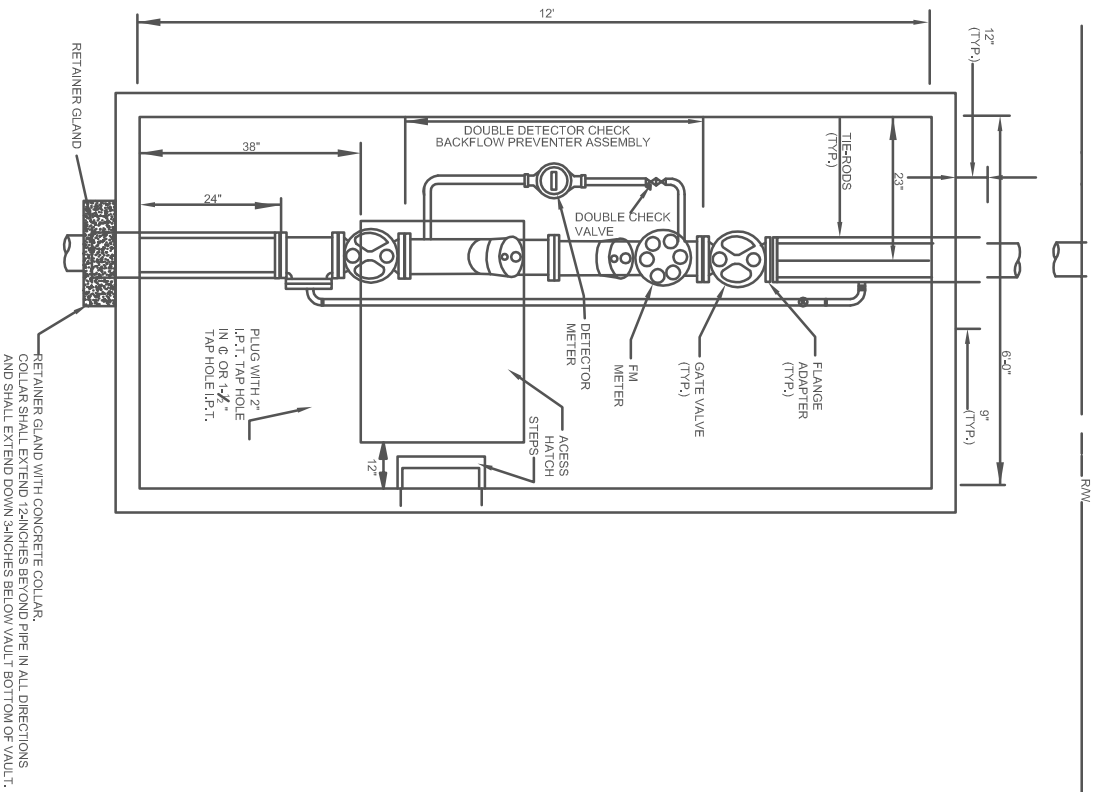 12'
12"
(TYP.)
RETAINER GLAND
DOUBLE DETECTOR CHECK
BACKFLOW PREVENTER ASSEMBLY
TIE-RODS
(TYP.)
38"
23"
24"
DOUBLE CHECK
VALVE
6'-0"
9"
(TYP.)
R/W
DETECTOR
METER
FM
METER
GATE VALVE
(TYP.)
FLANGE
ADAPTER
(TYP.)
PLUG WITH 2"
I.P.T. TAP HOLE
IN ℄ OR 1-½"
TAP HOLE I.P.T.
ACESS
HATCH
STEPS
12"
RETAINER GLAND WITH CONCRETE COLLAR.
COLLAR SHALL EXTEND 12-INCHES BEYOND PIPE IN ALL DIRECTIONS
AND SHALL EXTEND DOWN 3-INCHES BELOW VAULT BOTTOM OF VAULT.